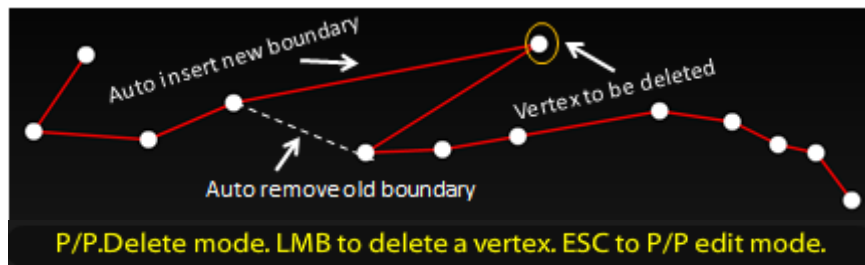 Auto insert new boundary
Vertex to be deleted
Auto remove old boundary
P/P.Delete mode. LMB to delete a vertex. ESC to P/P edit mode.